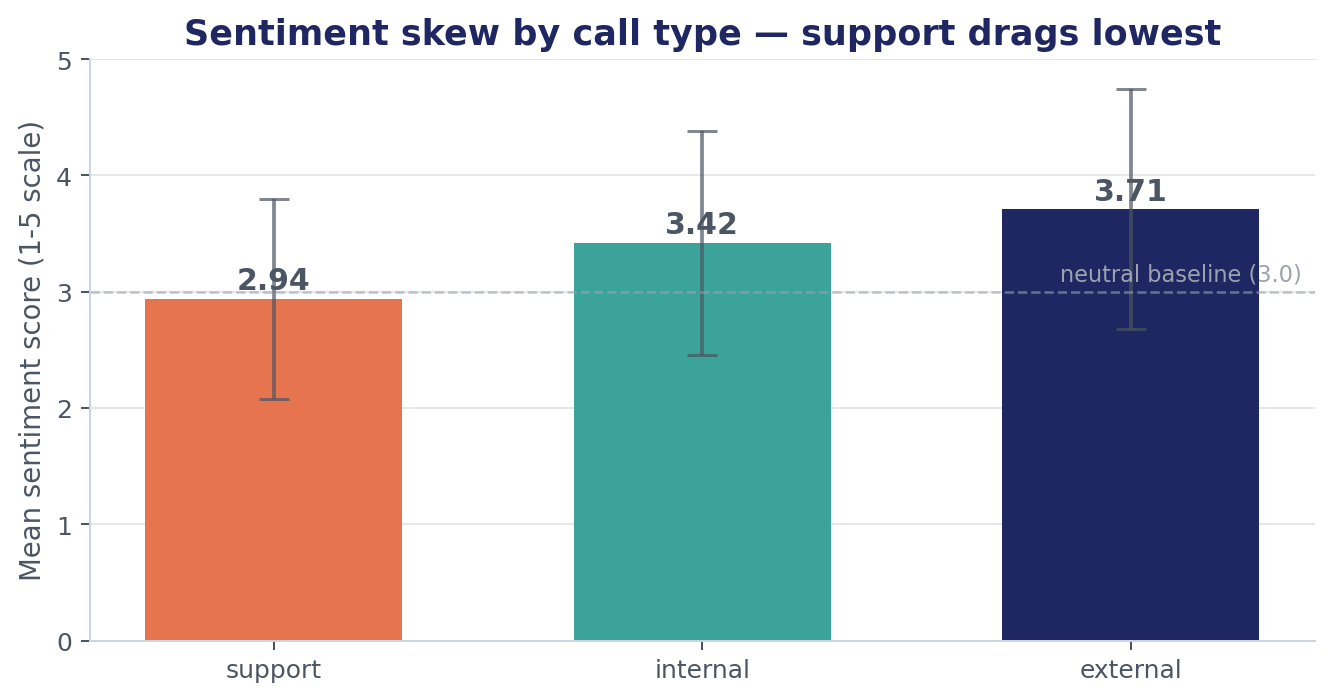 Sentiment skew by call type — support drags lowest
Mean sentiment score (1-5 scale)
5
4
3
2
1
0
2.94
3.42
3.71
neutral baseline (3.0)
support
internal
external